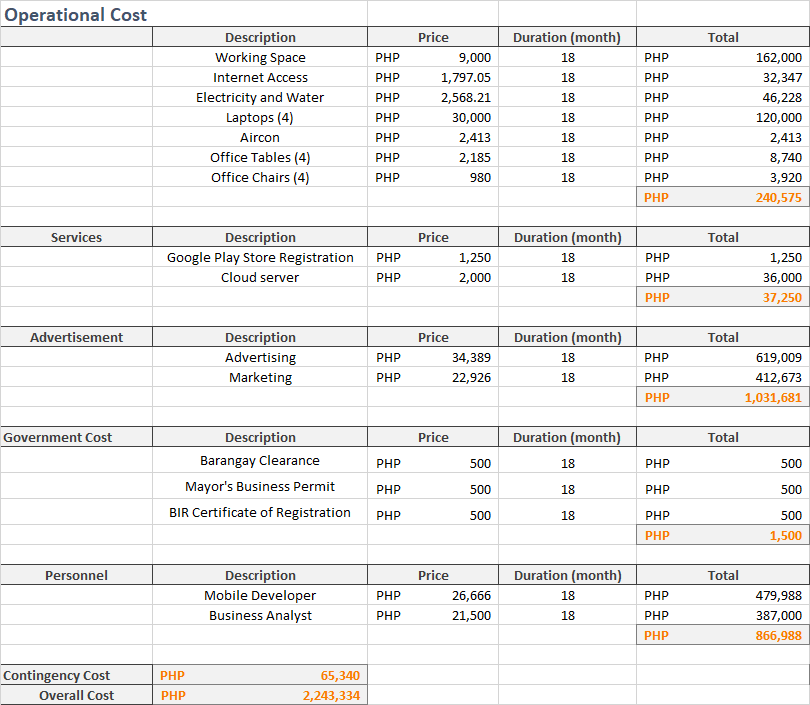 Operational Cost
Description Price Duration (month) Total
Working Space PHP 9,000 18 PHP 162,000
Internet Access PHP 1,797.05 18 PHP 32,347
Electricity and Water PHP 2,568.21 18 PHP 46,228
Laptops (4) PHP 30,000 18 PHP 120,000
Aircon PHP 2,413 18 PHP 2,413
Office Tables (4) PHP 2,185 18 PHP 8,740
Office Chairs (4) PHP 980 18 PHP 3,920
PHP 240,575
Services Description Price Duration (month) Total
Google Play Store Registration PHP 1,250 18 PHP 1,250
Cloud server PHP 2,000 18 PHP 36,000
PHP 37,250
Advertisement Description Price Duration (month) Total
Advertising PHP 34,389 18 PHP 619,009
Marketing PHP 22,926 18 PHP 412,673
PHP 1,031,681
Government Cost Description Price Duration (month) Total
Barangay Clearance PHP 500 18 PHP 500
Mayor's Business Permit PHP 500 18 PHP 500
BIR Certificate of Registration PHP 500 18 PHP 500
PHP 1,500
Personnel Description Price Duration (month) Total
Mobile Developer PHP 26,666 18 PHP 479,988
Business Analyst PHP 21,500 18 PHP 387,000
PHP 866,988
Contingency Cost PHP 65,340
Overall Cost PHP 2,243,334